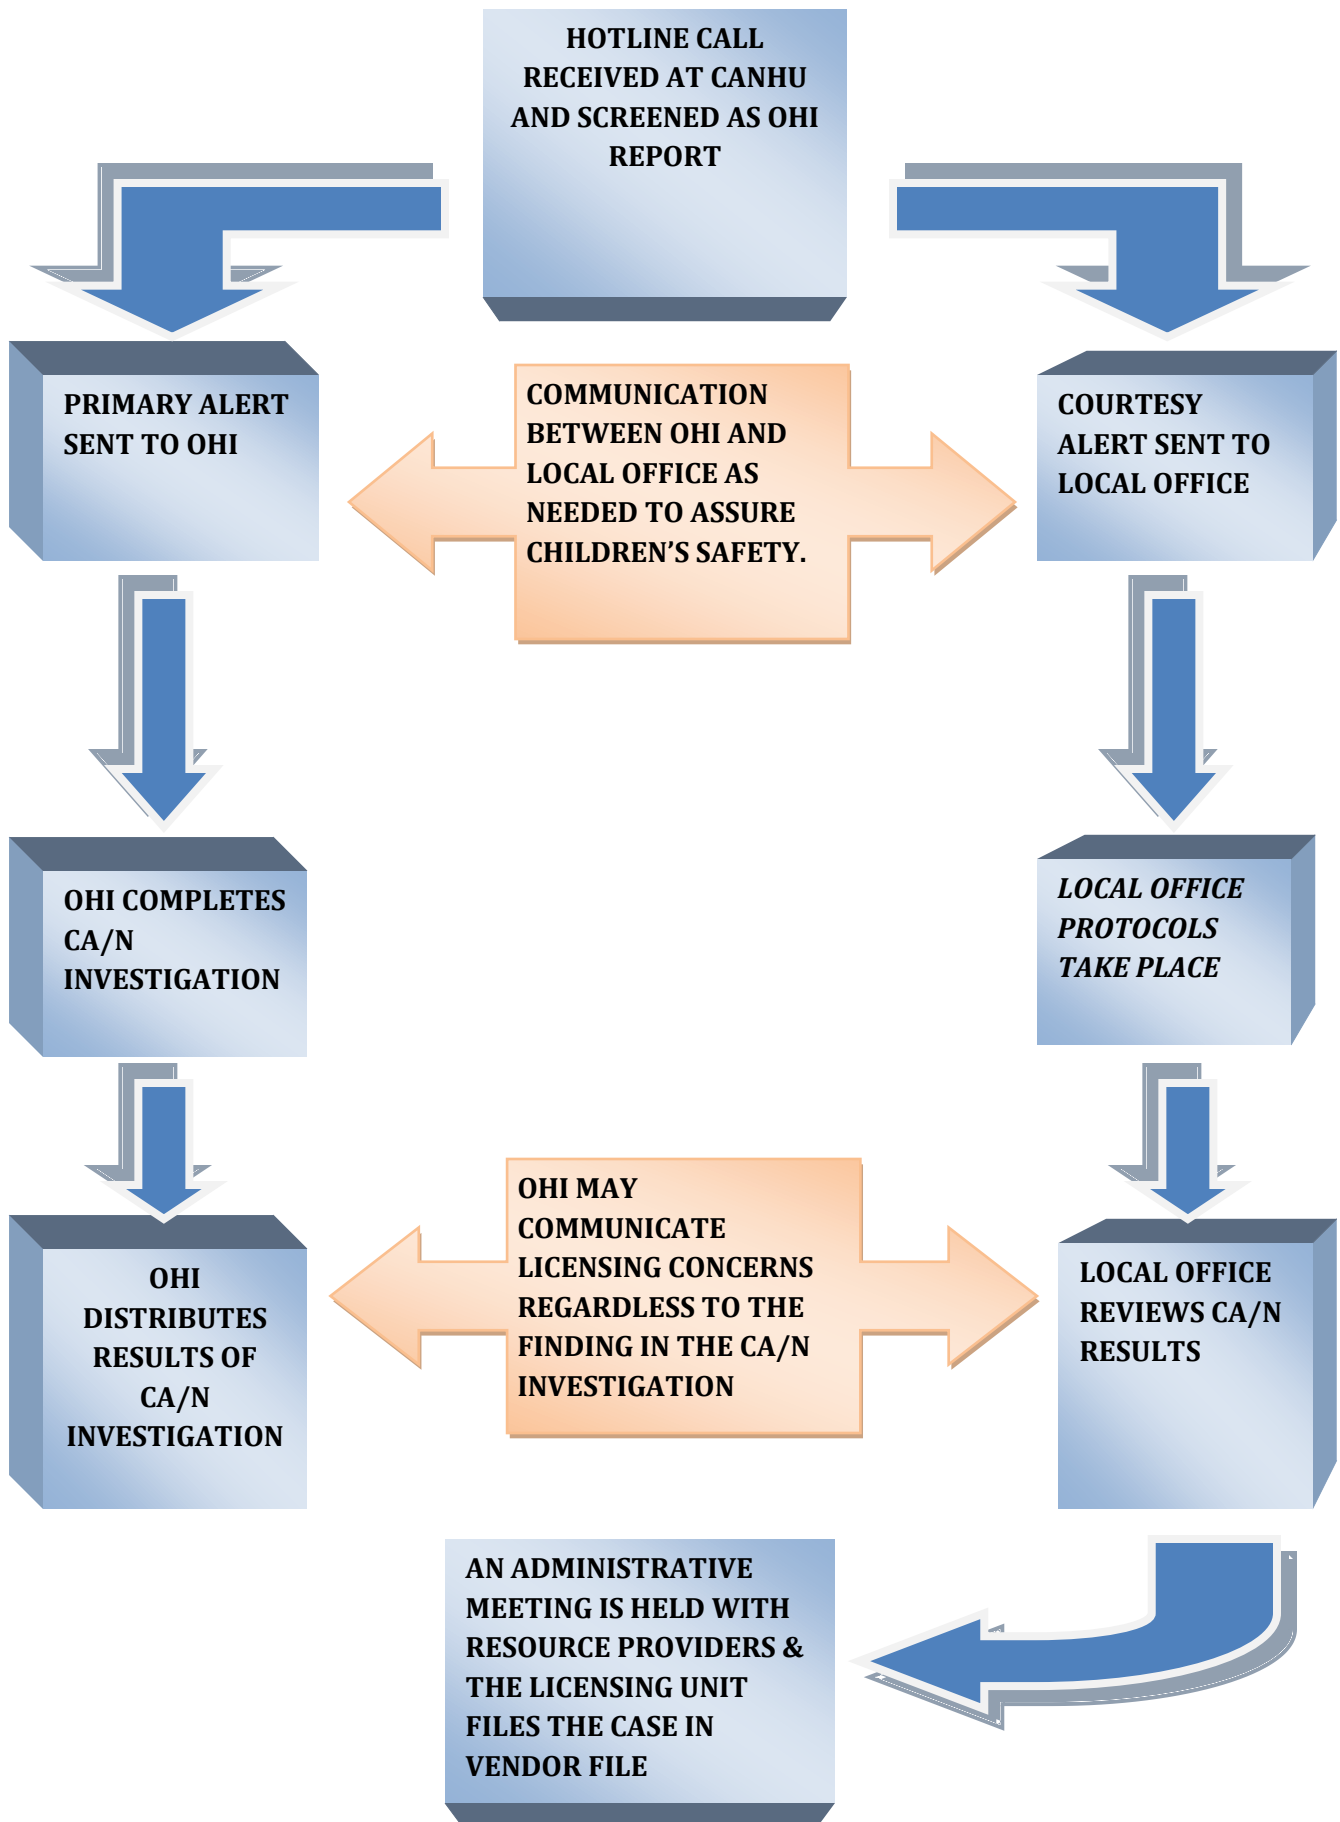 HOTLINE CALL
RECEIVED AT CANHU
AND SCREENED AS OHI
REPORT
PRIMARY ALERT
SENT TO OHI
COMMUNICATION
BETWEEN OHI AND
LOCAL OFFICE AS
NEEDED TO ASSURE
CHILDREN’S SAFETY.
COURTESY
ALERT SENT TO
LOCAL OFFICE
OHI COMPLETES
CA/N
INVESTIGATION
LOCAL OFFICE
PROTOCOLS
TAKE PLACE
OHI
DISTRIBUTES
RESULTS OF
CA/N
INVESTIGATION
OHI MAY
COMMUNICATE
LICENSING CONCERNS
REGARDLESS TO THE
FINDING IN THE CA/N
INVESTIGATION
LOCAL OFFICE
REVIEWS CA/N
RESULTS
AN ADMINISTRATIVE
MEETING IS HELD WITH
RESOURCE PROVIDERS &
THE LICENSING UNIT
FILES THE CASE IN
VENDOR FILE